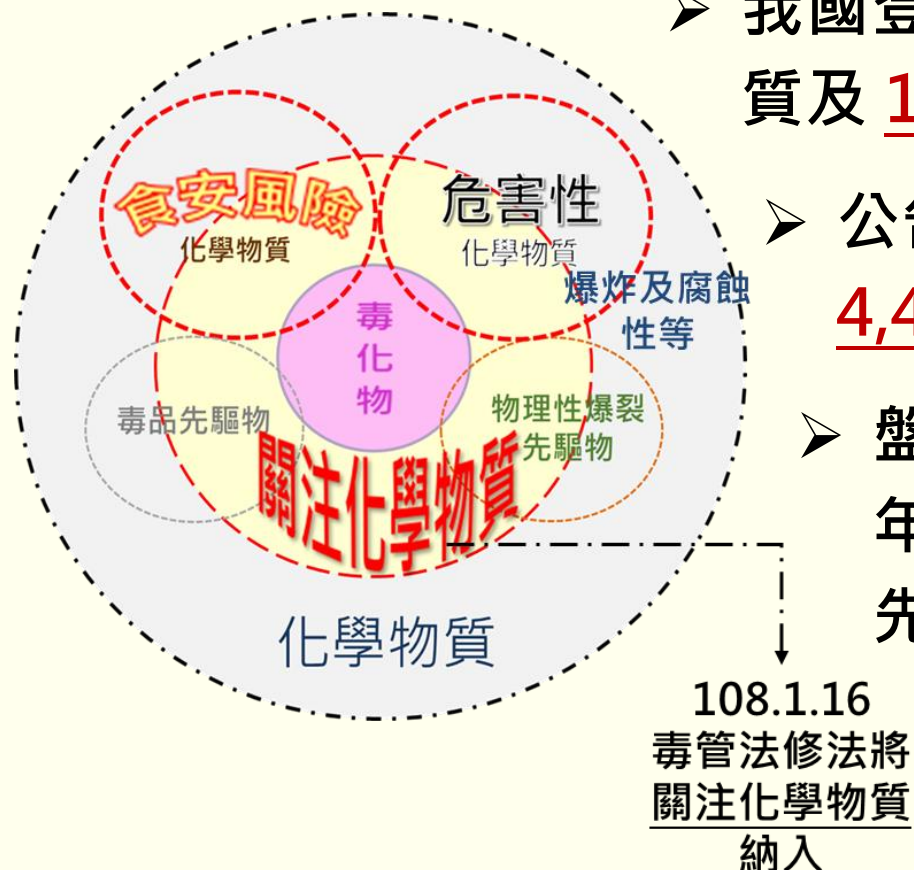 我國登
質及 1
食安風險
化學物質
危害性
化學物質
公告
4,4
爆炸及腐蝕
性等
毒
化
物
毒品先驅物
物理性爆裂
先驅物
盤
年
先
關注化學物質
化學物質
108.1.16
毒管法修法將
關注化學物質
納入